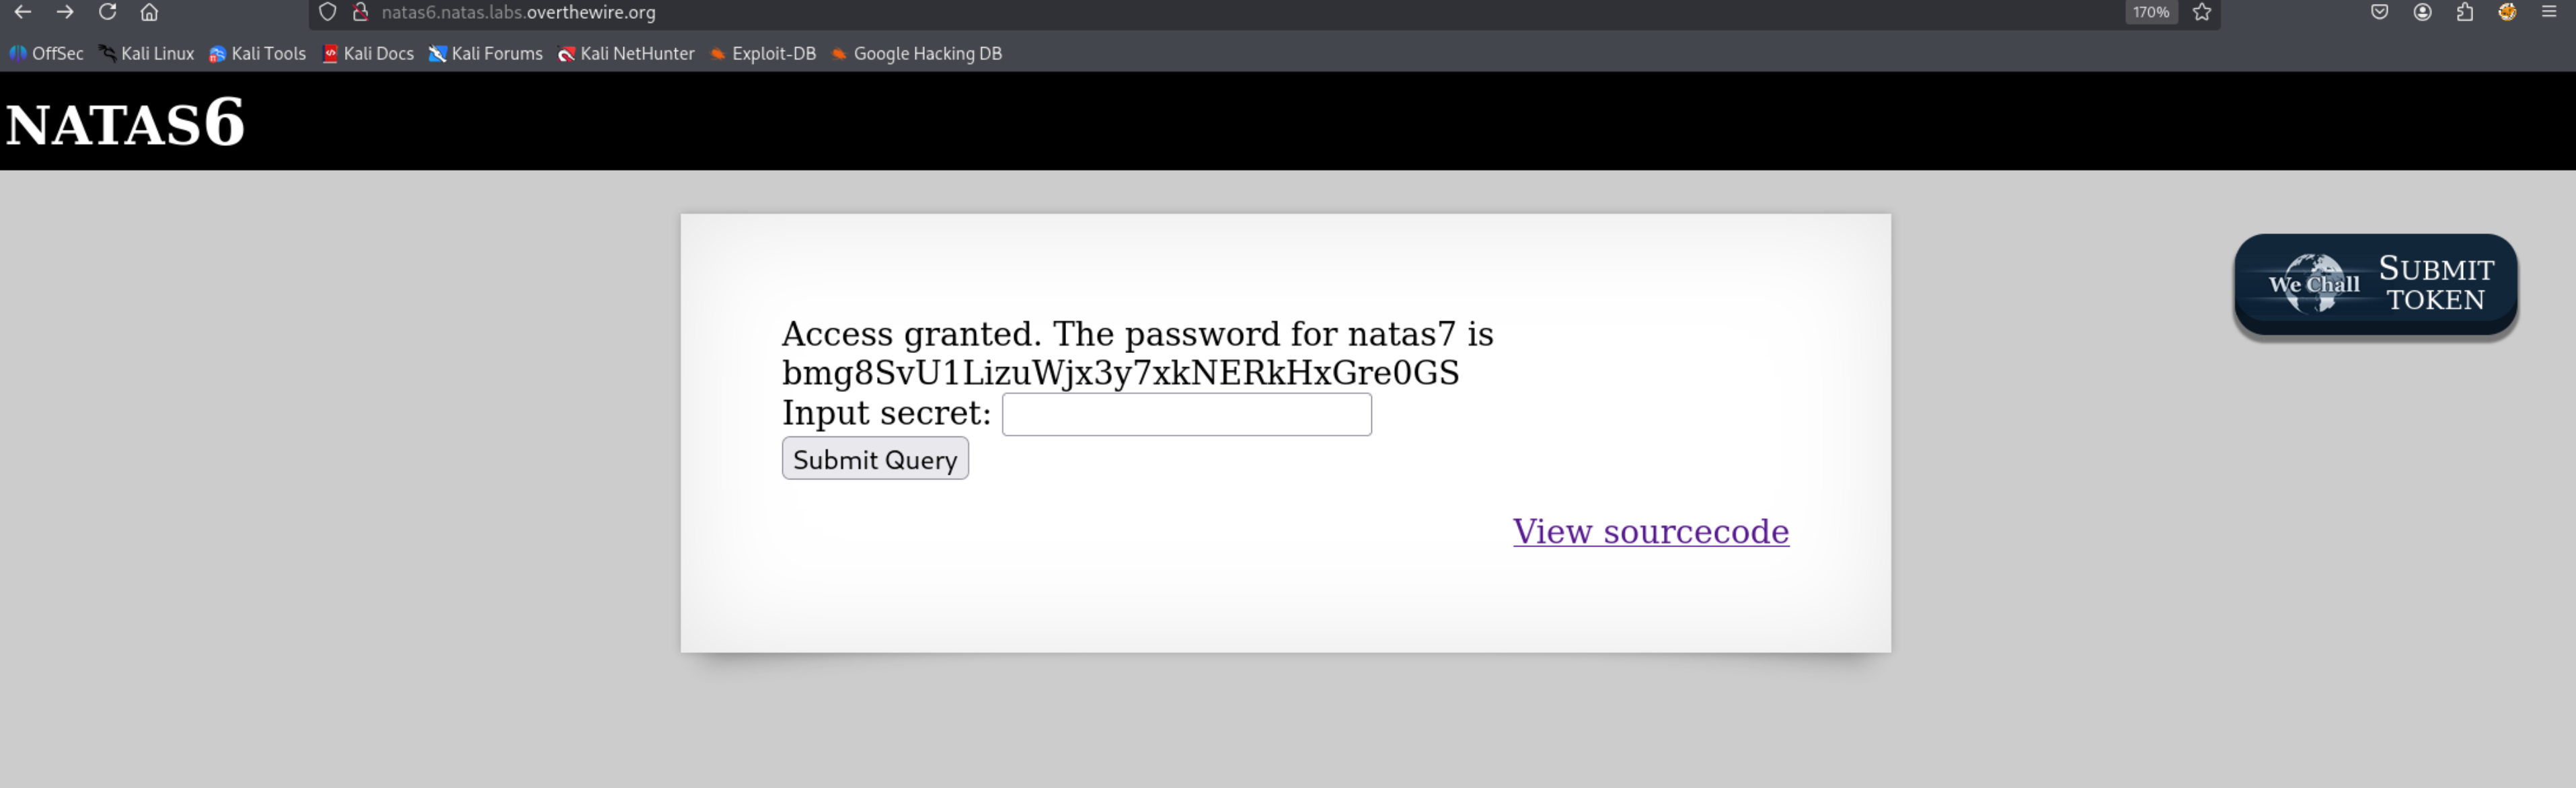 natas6.natas.labs.overthewire.org 170%
OffSec Kali Linux Kali Tools Kali Docs Kali Forums Kali NetHunter Exploit-DB Google Hacking DB
NATAS6
We Chall SUBMIT
TOKEN
Access granted. The password for natas7 is
bmg8SvU1LizuWjx3y7xkNERkHxGre0GS
Input secret:
Submit Query
View sourcecode